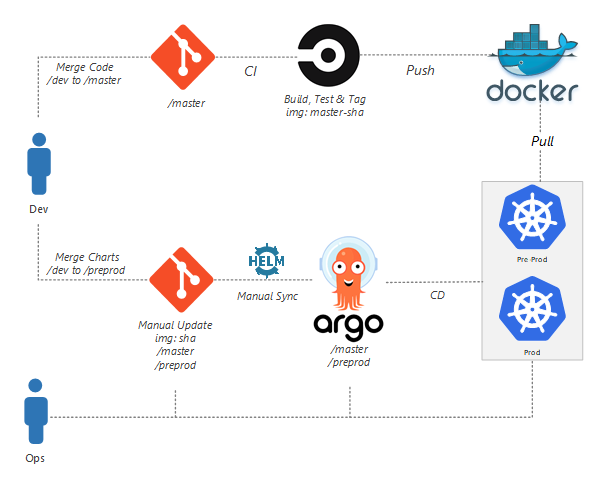 Merge Code
/dev to /master
/master
CI
Build, Test & Tag
img: master-sha
Push
docker
Pull
Dev
Pre Prod
Merge Charts
/dev to /preprod
HELM
Manual Sync
Manual Update
img: sha
/master
/preprod
argo
/master
/preprod
CD
Prod
Ops